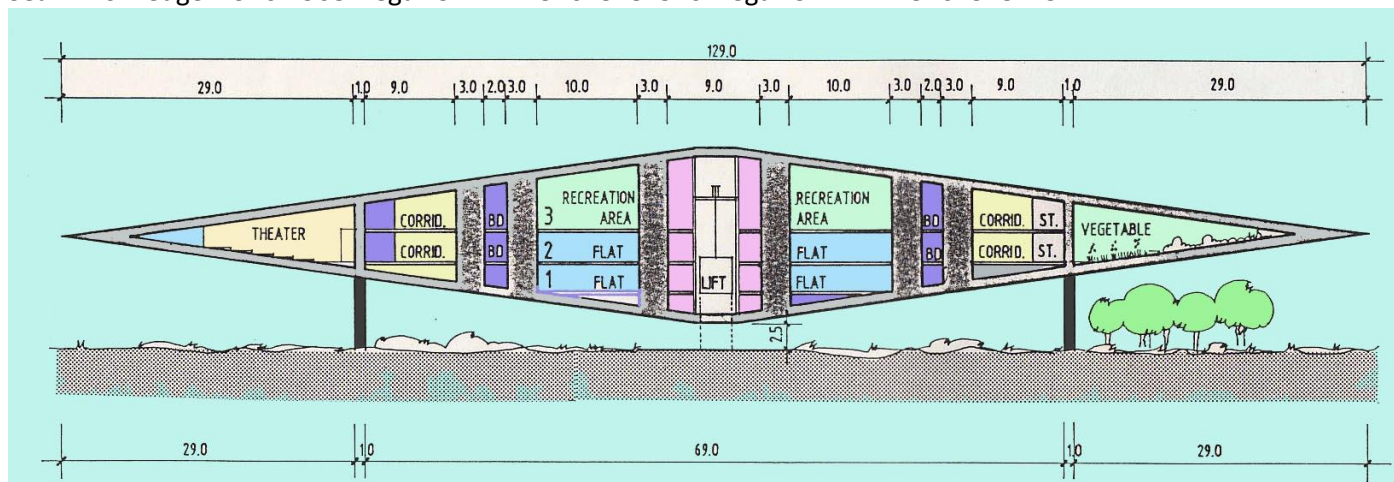 129.0
29.0 1.0 9.0 3.0 2.0 3.0 10.0 3.0 9.0 3.0 10.0 3.0 2.0 3.0 9.0 1.0 29.0
RECREATION AREA
RECREATION AREA
3
THEATER
CORRID.
BD
BD
CORRID.
ST.
VEGETABLE
CORRID.
BD
2
FLAT
FLAT
BD
CORRID.
ST.
1
FLAT
LIFT
FLAT
2.5
29.0 1.0 69.0 1.0 29.0